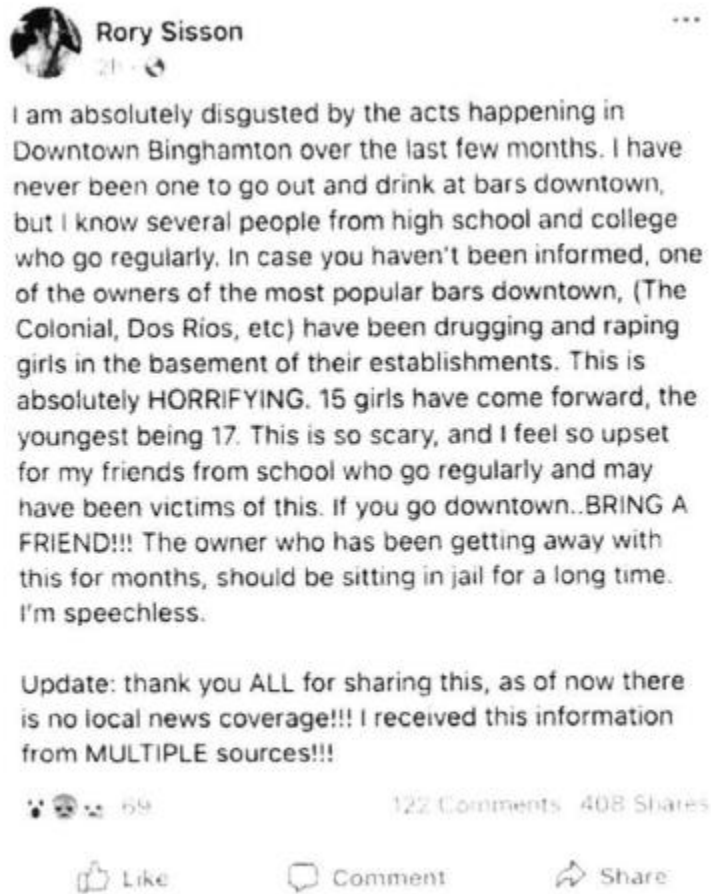 Rory Sisson
2h
I am absolutely disgusted by the acts happening in
Downtown Binghamton over the last few months. I have
never been one to go out and drink at bars downtown,
but I know several people from high school and college
who go regularly. In case you haven't been informed, one
of the owners of the most popular bars downtown, (The
Colonial, Dos Rios, etc) have been drugging and raping
girls in the basement of their establishments. This is
absolutely HORRIFYING. 15 girls have come forward, the
youngest being 17. This is so scary, and I feel so upset
for my friends from school who go regularly and may
have been victims of this. If you go downtown..BRING A
FRIEND!!! The owner who has been getting away with
this for months, should be sitting in jail for a long time.
I'm speechless.
Update: thank you ALL for sharing this, as of now there
is no local news coverage!!! I received this information
from MULTIPLE sources!!!
69 122 Comments 408 Shares
Like Comment Share